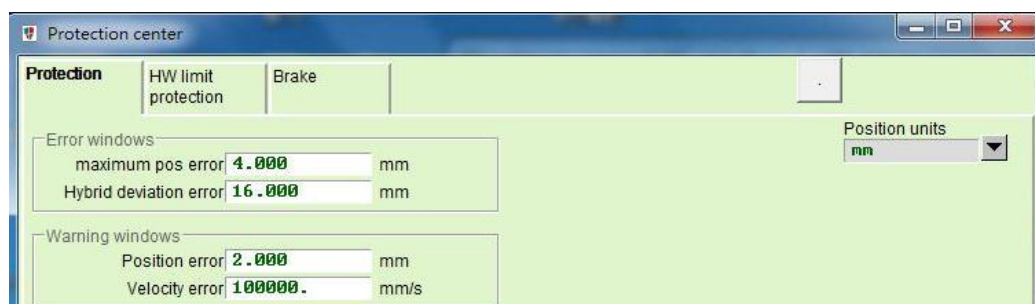 Protection center
Protection
HW limit
protection
Brake
.
Position units
mm
Error windows
maximum pos error 4.000 mm
Hybrid deviation error 16.000 mm
Warning windows
Position error 2.000 mm
Velocity error 100000. mm/s